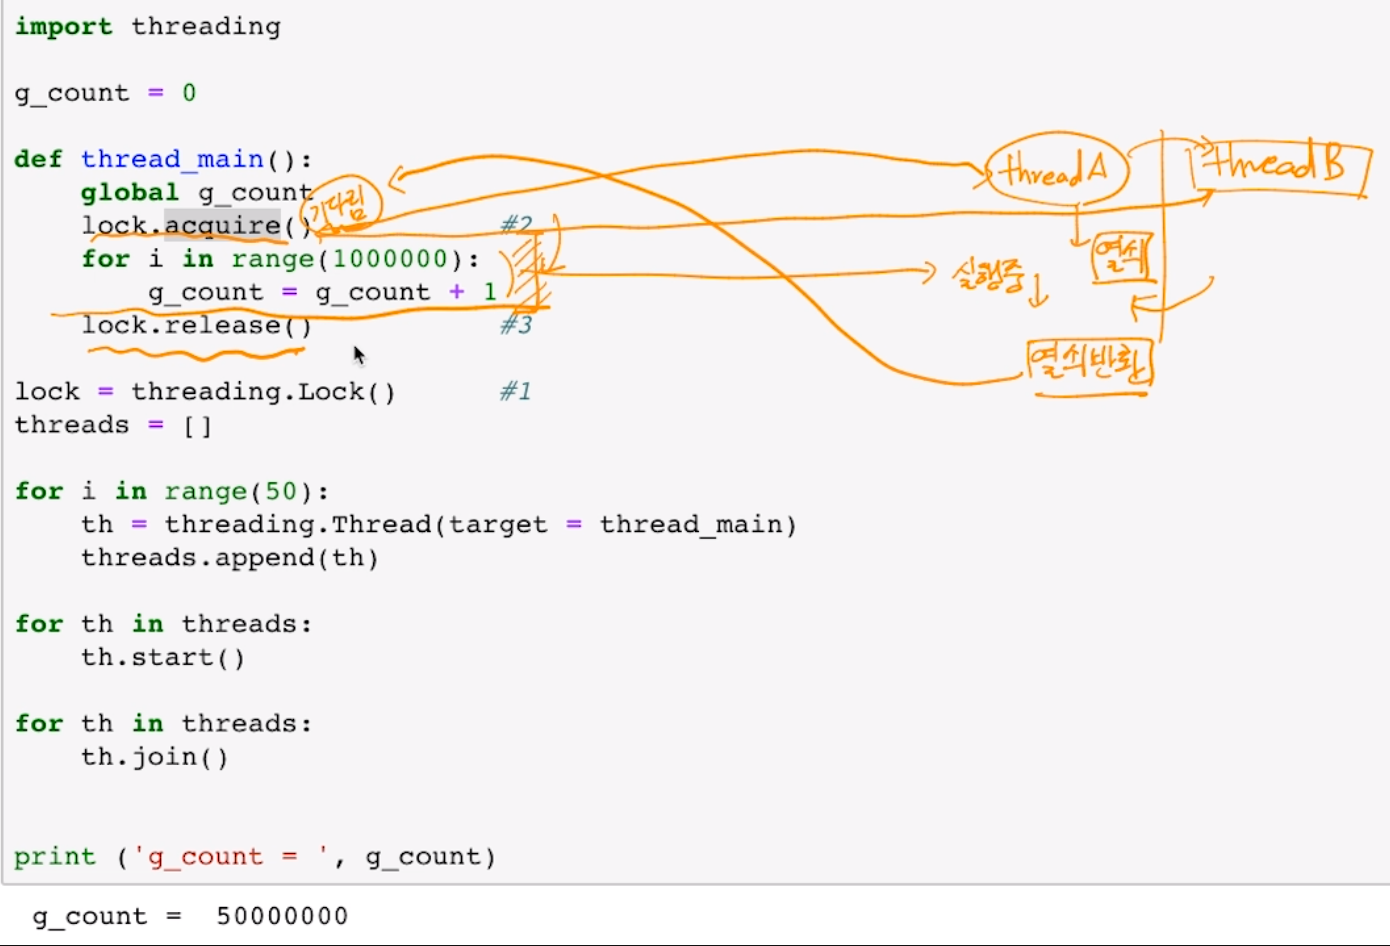 import threading
g_count = 0
def thread_main():
global g_count
기다림
threadA
threadB
lock.acquire() #2
열쇠
for i in range(1000000):
실행중
g_count = g_count + 1
lock.release() #3
열쇠반환
lock = threading.Lock() #1
threads = []
for i in range(50):
th = threading.Thread(target = thread_main)
threads.append(th)
for th in threads:
th.start()
for th in threads:
th.join()
print ('g_count = ', g_count)
g_count = 50000000